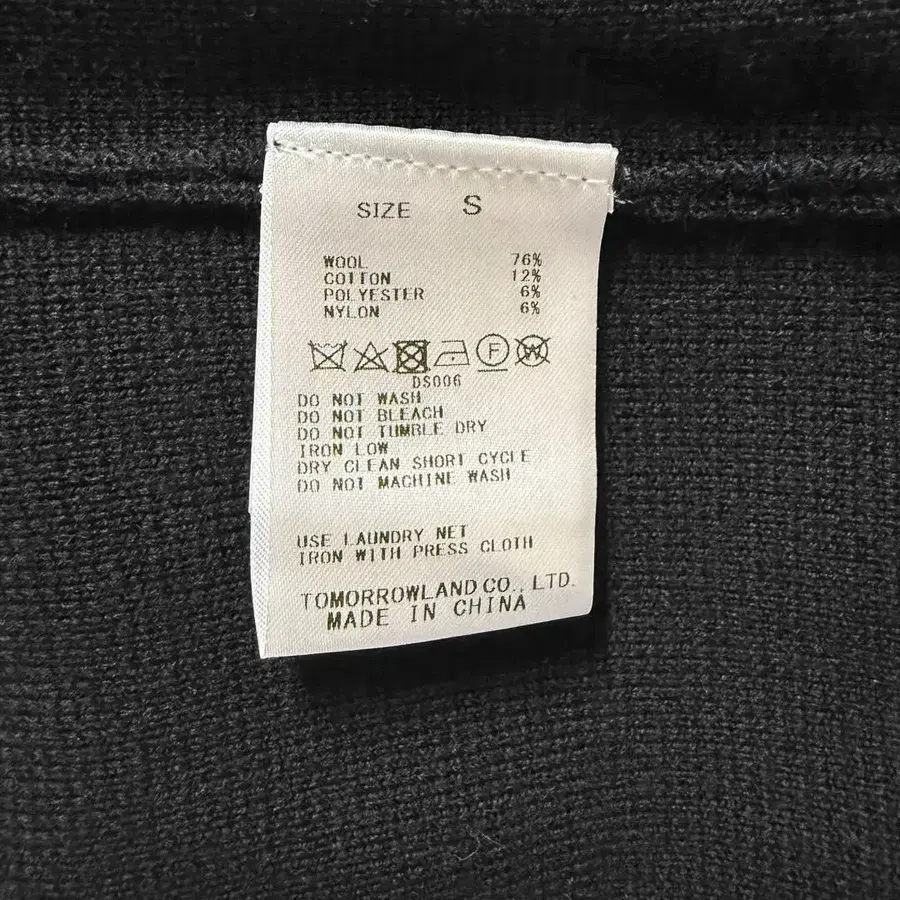 SIZE S
WOOL 76%
COTTON 12%
POLYESTER 6%
NYLON 6%
F W
DS006
DO NOT WASH
DO NOT BLEACH
DO NOT TUMBLE DRY
IRON LOW
DRY CLEAN SHORT CYCLE
DO NOT MACHINE WASH
USE LAUNDRY NET
IRON WITH PRESS CLOTH
TOMORROWLAND CO., LTD.
MADE IN CHINA